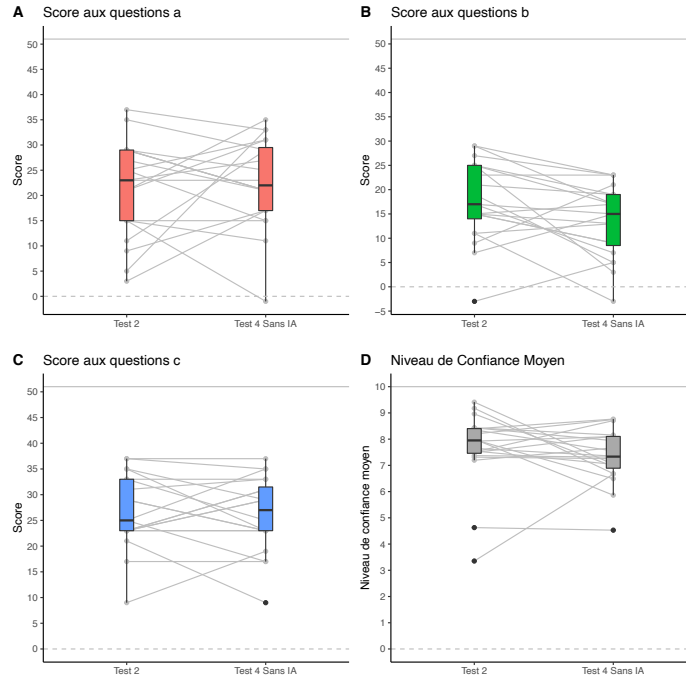 A Score aux questions a
50
45
40
35
30
25
20
15
10
5
0
Score
Test 2
Test 4 Sans IA
B Score aux questions b
50
45
40
35
30
25
20
15
10
5
0
−5
Score
Test 2
Test 4 Sans IA
C Score aux questions c
50
45
40
35
30
25
20
15
10
5
0
Score
Test 2
Test 4 Sans IA
D Niveau de Confiance Moyen
10
9
8
7
6
5
4
3
2
1
0
Niveau de confiance moyen
Test 2
Test 4 Sans IA